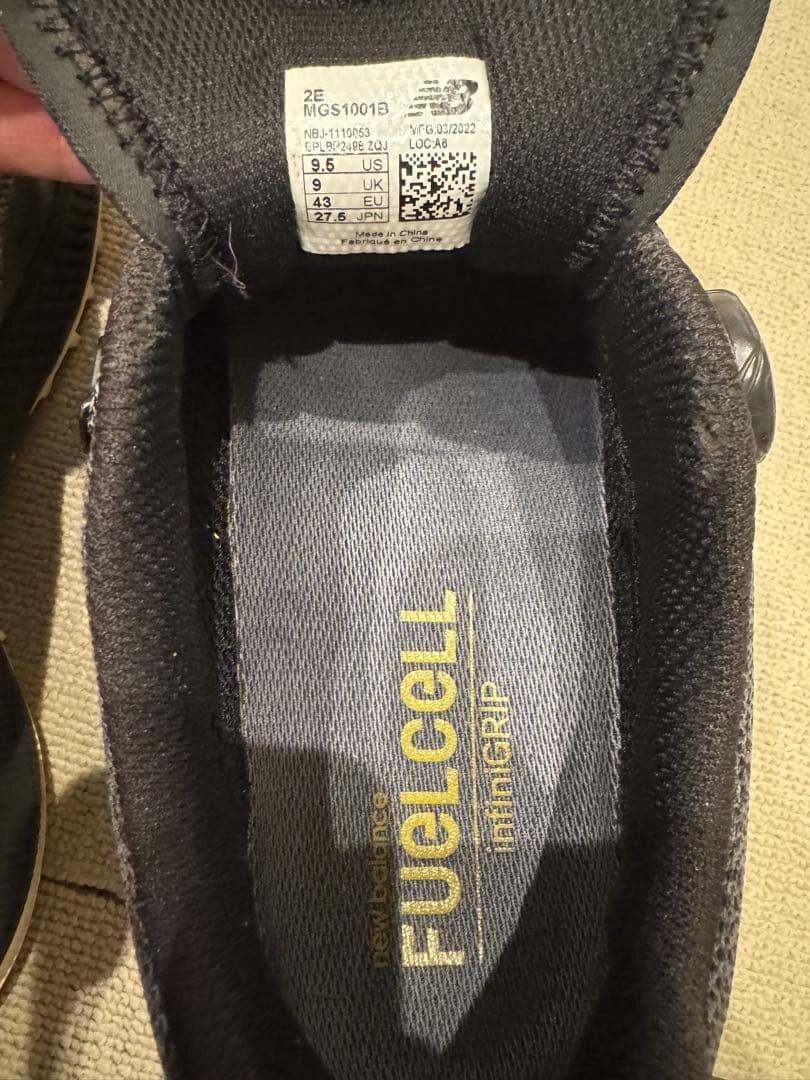 2E
MGS1001B
NB
NBJ-1110053
MFG:03/2022
LOC:A6
9.5 US
9 UK
43 EU
27.5 JPN
Made in China
Fabriqué en Chine
new balance
FUELCELL
infiniGRIP